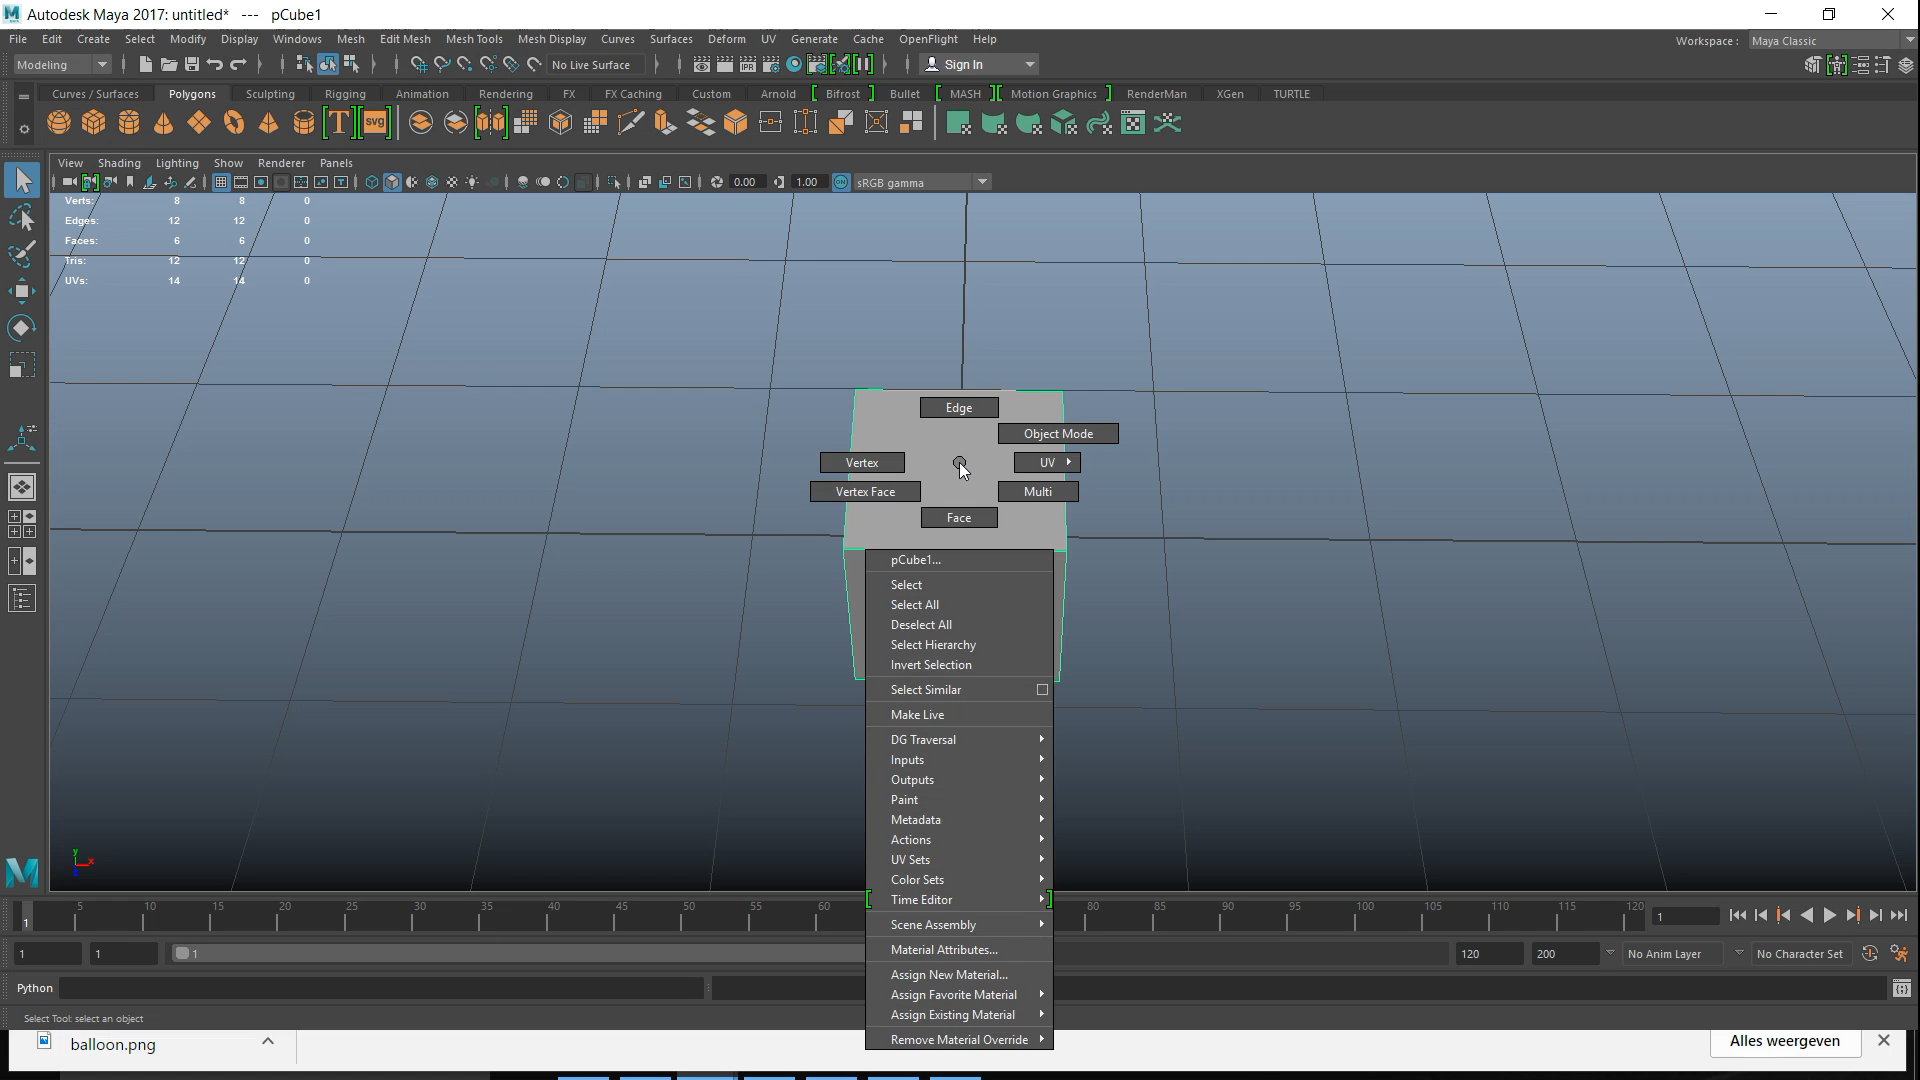 Autodesk Maya 2017: untitled* --- pCube1
File Edit Create Select Modify Display Windows Mesh Edit Mesh Mesh Tools Mesh Display Curves Surfaces Deform UV Generate Cache OpenFlight Help
Workspace: Maya Classic
Modeling No Live Surface Sign In
Curves / Surfaces Polygons Sculpting Rigging Animation Rendering FX FX Caching Custom Arnold Bifrost Bullet MASH Motion Graphics RenderMan XGen TURTLE
T svg
View Shading Lighting Show Renderer Panels
0.00 1.00 ON sRGB gamma
Verts: 8 8 0
Edges: 12 12 0
Faces: 6 6 0
Tris: 12 12 0
UVs: 14 14 0
Edge
Object Mode
Vertex UV
Vertex Face Multi
Face
pCube1...
Select
Select All
Deselect All
Select Hierarchy
Invert Selection
Select Similar
Make Live
DG Traversal
Inputs
Outputs
Paint
Metadata
Actions
UV Sets
Color Sets
Time Editor
Scene Assembly
Material Attributes...
Assign New Material...
Assign Favorite Material
Assign Existing Material
Remove Material Override
y x
1 5 10 15 20 25 30 35 40 45 50 55 60 80 85 90 95 100 105 110 115 120 1
1 1 1 120 200 No Anim Layer No Character Set
Python
Select Tool: select an object
balloon.png
Alles weergeven